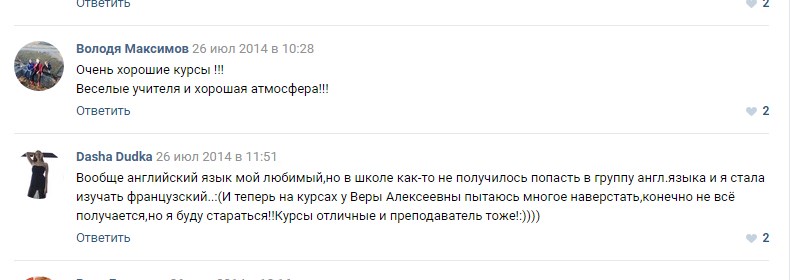 Ответить 2
Володя Максимов 26 июл 2014 в 10:28
Очень хорошие курсы !!!
Веселые учителя и хорошая атмосфера!!!
Ответить 2
Dasha Dudka 26 июл 2014 в 11:51
Вообще английский язык мой любимый,но в школе как-то не получилось попасть в группу англ.языка и я стала
изучать французский..:(И теперь на курсах у Веры Алексеевны пытаюсь многое наверстать,конечно не всё
получается,но я буду стараться!!Курсы отличные и преподаватель тоже!:))))
Ответить 2